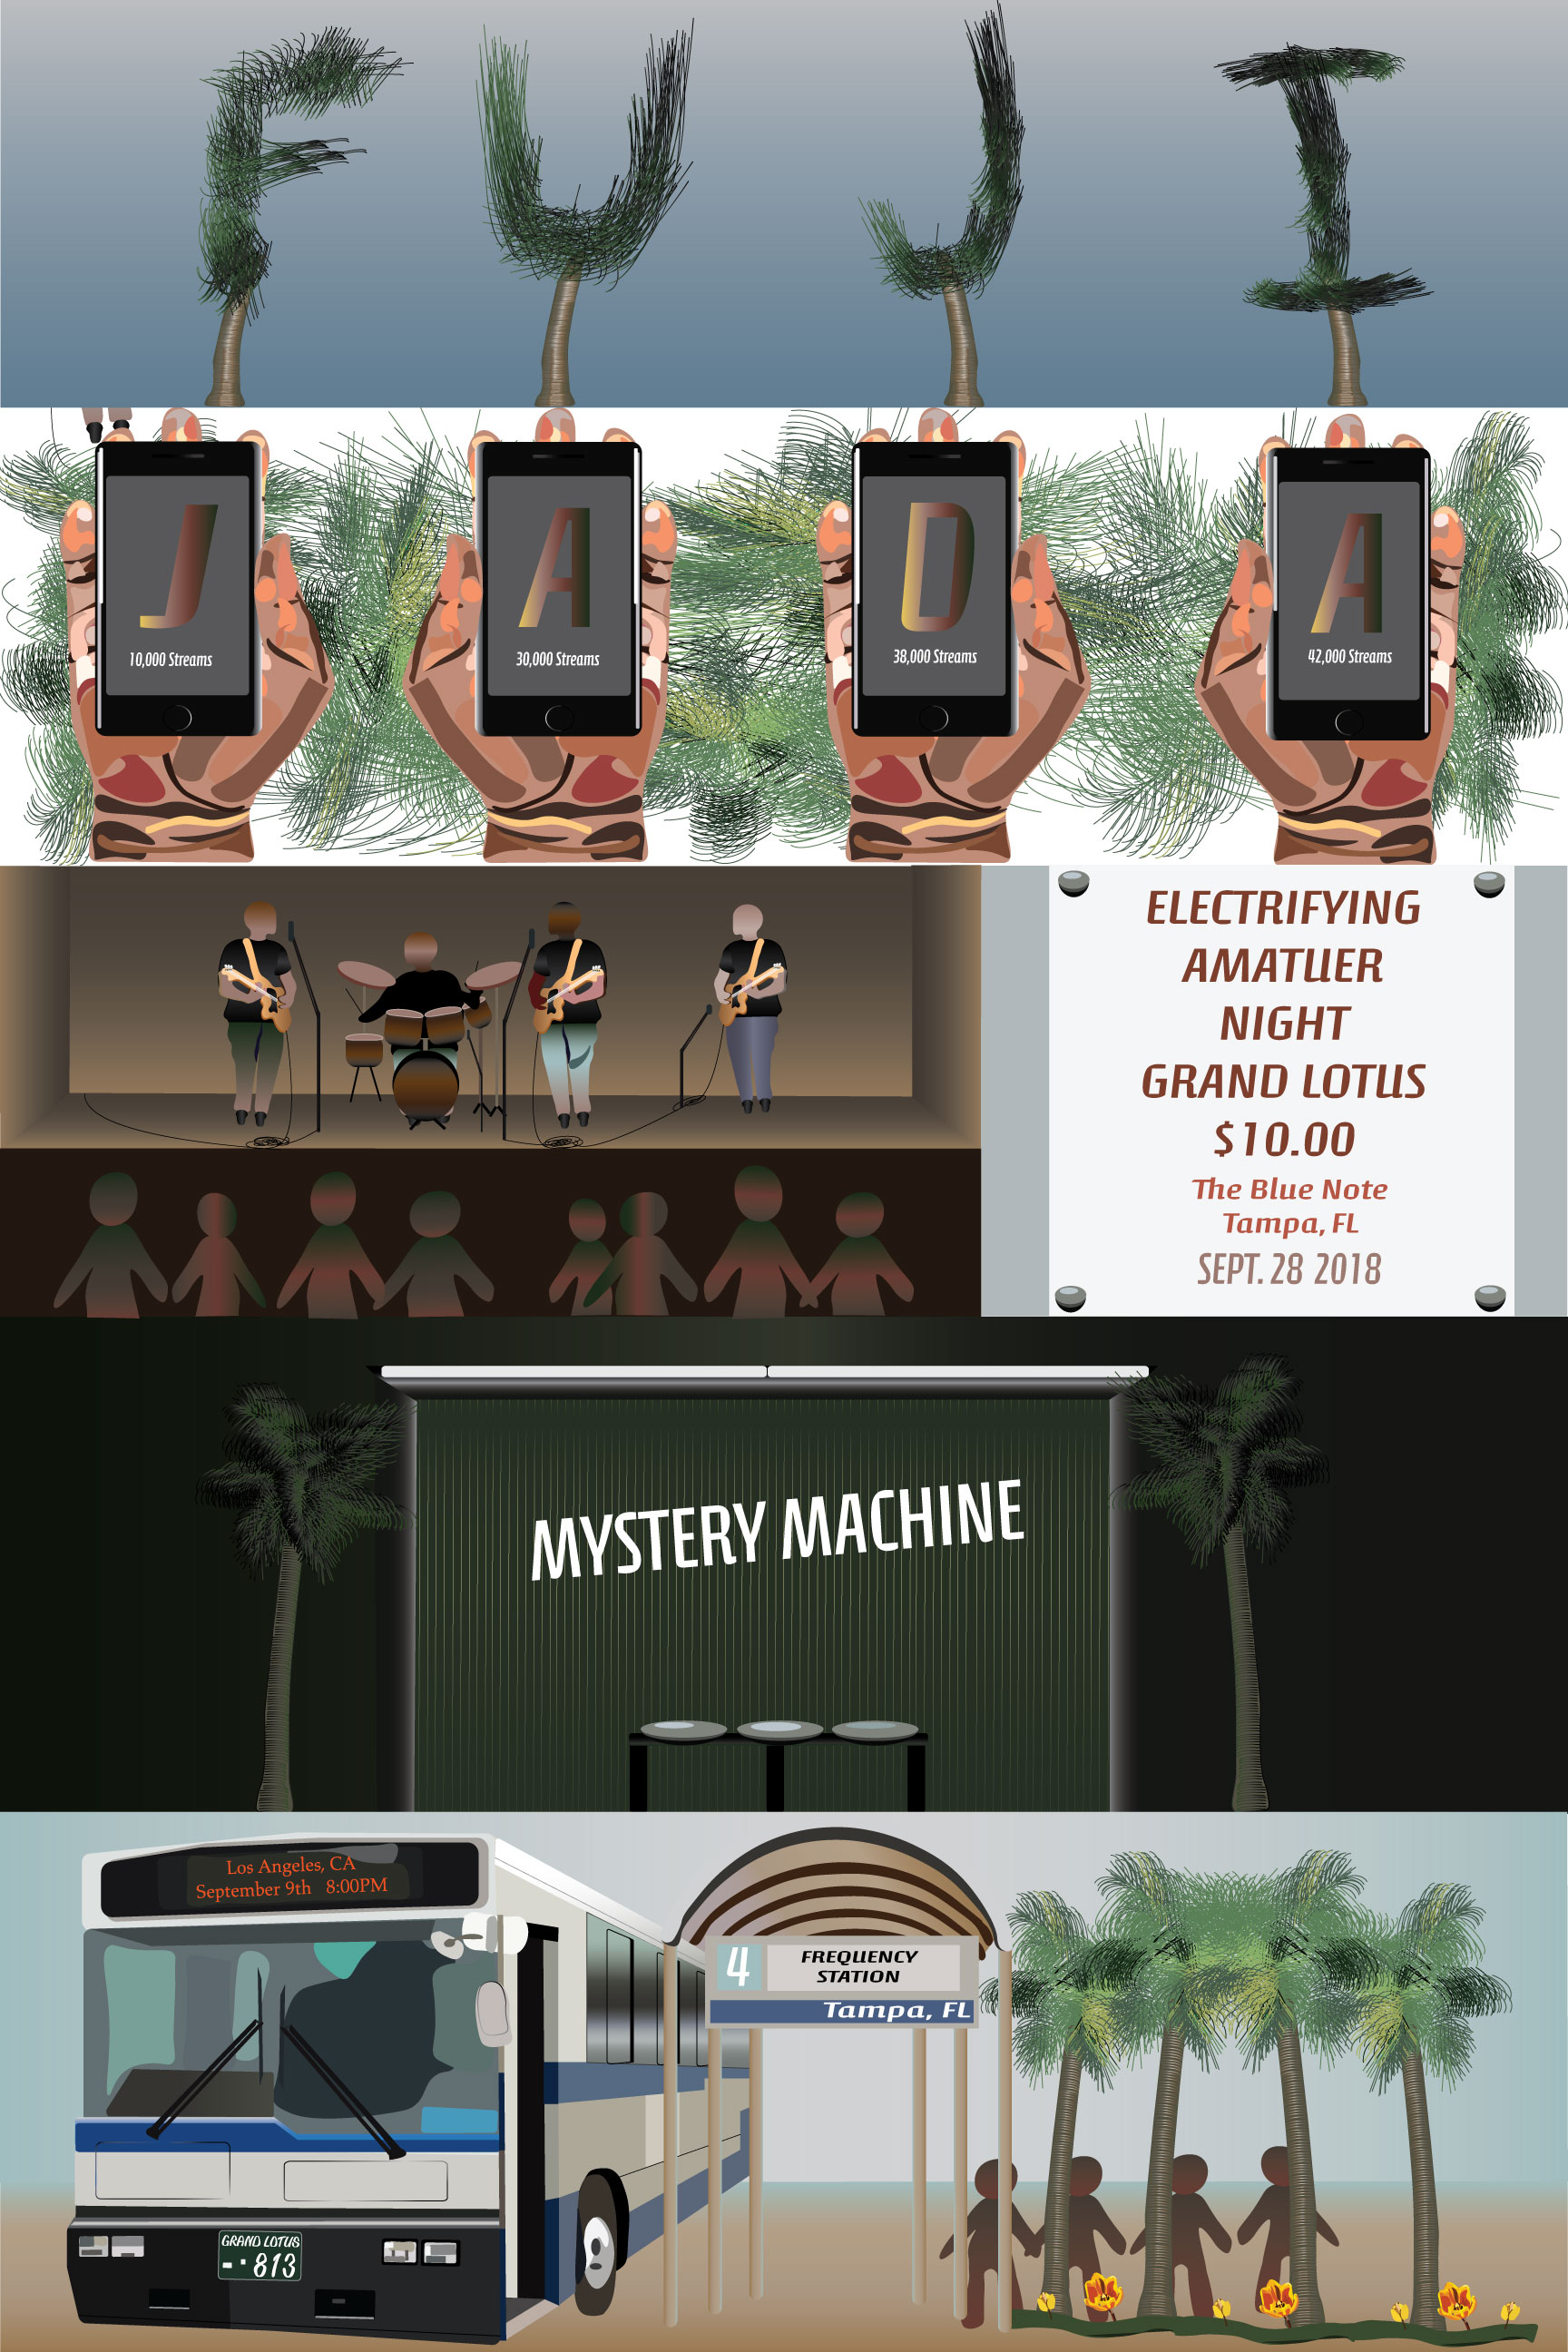 FUJI
J A D A
10,000 Streams
30,000 Streams
38,000 Streams
42,000 Streams
ELECTRIFYING
AMATUER
NIGHT
GRAND LOTUS
$10.00
The Blue Note
Tampa, FL
SEPT. 28 2018
MYSTERY MACHINE
Los Angeles, CA
September 9th 8:00PM
4
FREQUENCY
STATION
Tampa, FL
GRAND LOTUS
813